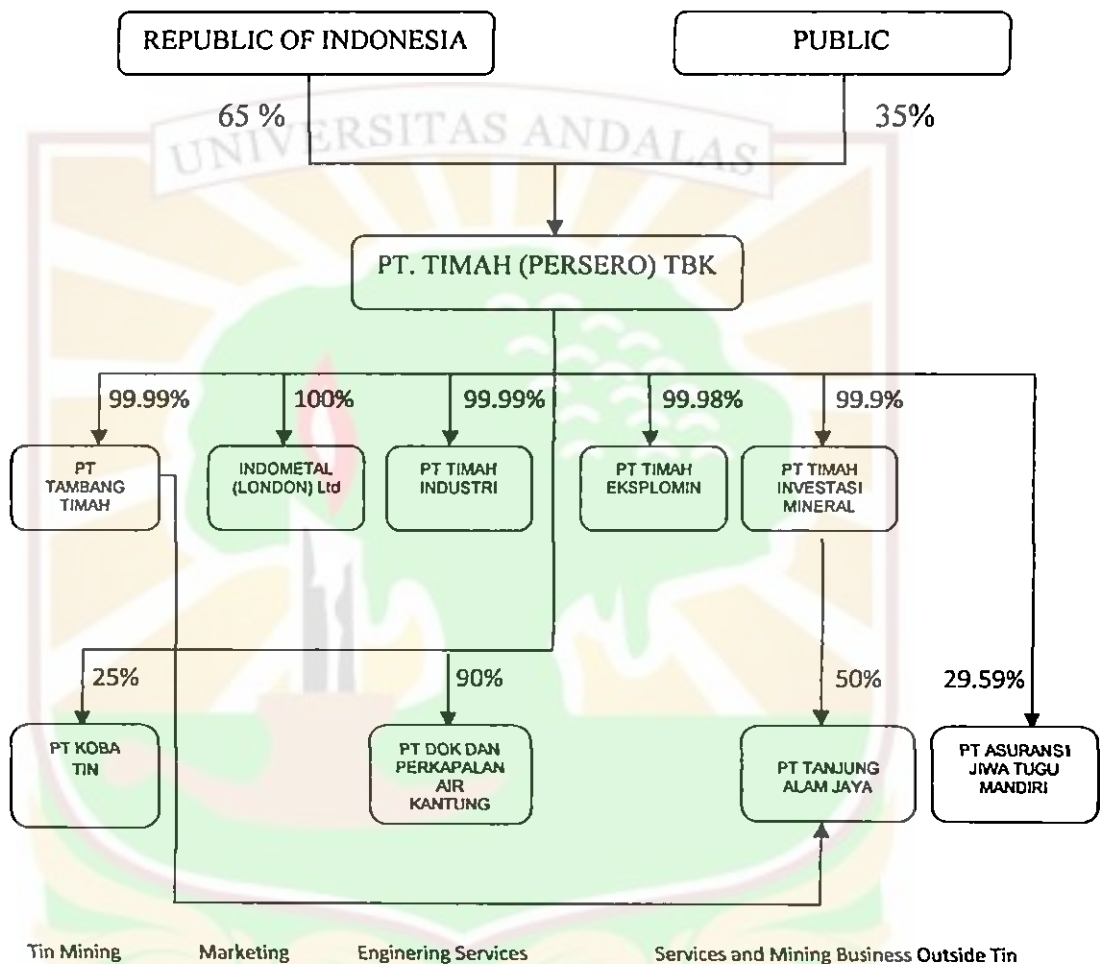 REPUBLIC OF INDONESIA
PUBLIC
65 %
35%
UNIVERSITAS ANDALAS
PT. TIMAH (PERSERO) TBK
99.99%
100%
99.99%
99.98%
99.9%
PT
TAMBANG
TIMAH
INDOMETAL
(LONDON) Ltd
PT TIMAH
INDUSTRI
PT TIMAH
EKSPLOMIN
PT TIMAH
INVESTASI
MINERAL
25%
90%
50%
29.59%
PT KOBA
TIN
PT DOK DAN
PERKAPALAN
AIR
KANTUNG
PT TANJUNG
ALAM JAYA
PT ASURANSI
JIWA TUGU
MANDIRI
Tin Mining
Marketing
Enginering Services
Services and Mining Business Outside Tin